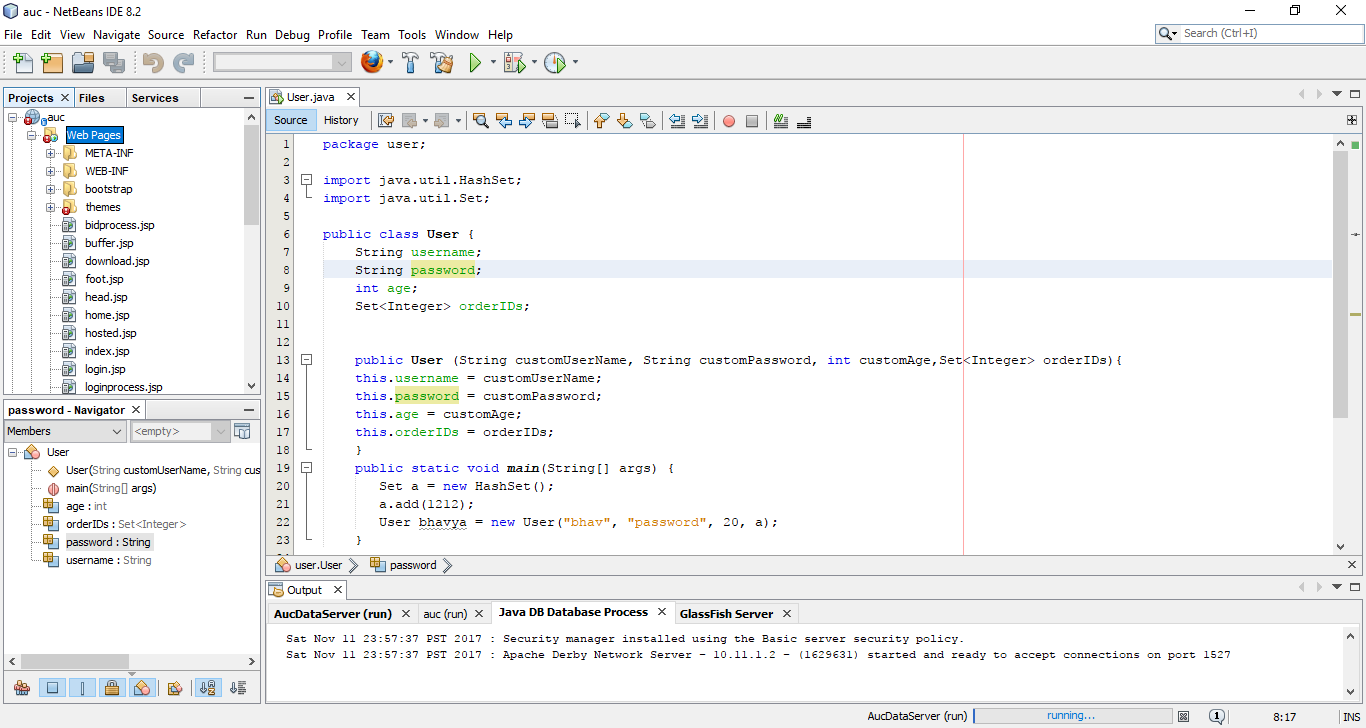 auc - NetBeans IDE 8.2
File Edit View Navigate Source Refactor Run Debug Profile Team Tools Window Help
Search (Ctrl+I)
Projects Files Services
auc
Web Pages
META-INF
WEB-INF
bootstrap
themes
bidprocess.jsp
buffer.jsp
download.jsp
foot.jsp
head.jsp
home.jsp
hosted.jsp
index.jsp
login.jsp
loginprocess.jsp
password - Navigator
Members <empty>
User
User(String customUserName, String cus
main(String[] args)
age : int
orderIDs : Set<Integer>
password : String
username : String
User.java
Source History
1 package user;
2
3 import java.util.HashSet;
4 import java.util.Set;
5
6 public class User {
7 String username;
8 String password;
9 int age;
10 Set<Integer> orderIDs;
11
12
13 public User (String customUserName, String customPassword, int customAge,Set<Integer> orderIDs){
14 this.username = customUserName;
15 this.password = customPassword;
16 this.age = customAge;
17 this.orderIDs = orderIDs;
18 }
19 public static void main(String[] args) {
20 Set a = new HashSet();
21 a.add(1212);
22 User bhavya = new User("bhav", "password", 20, a);
23 }
user.User password
Output
AucDataServer (run) auc (run) Java DB Database Process GlassFish Server
Sat Nov 11 23:57:37 PST 2017 : Security manager installed using the Basic server security policy.
Sat Nov 11 23:57:37 PST 2017 : Apache Derby Network Server - 10.11.1.2 - (1629631) started and ready to accept connections on port 1527
AucDataServer (run) running... 1 8:17 INS